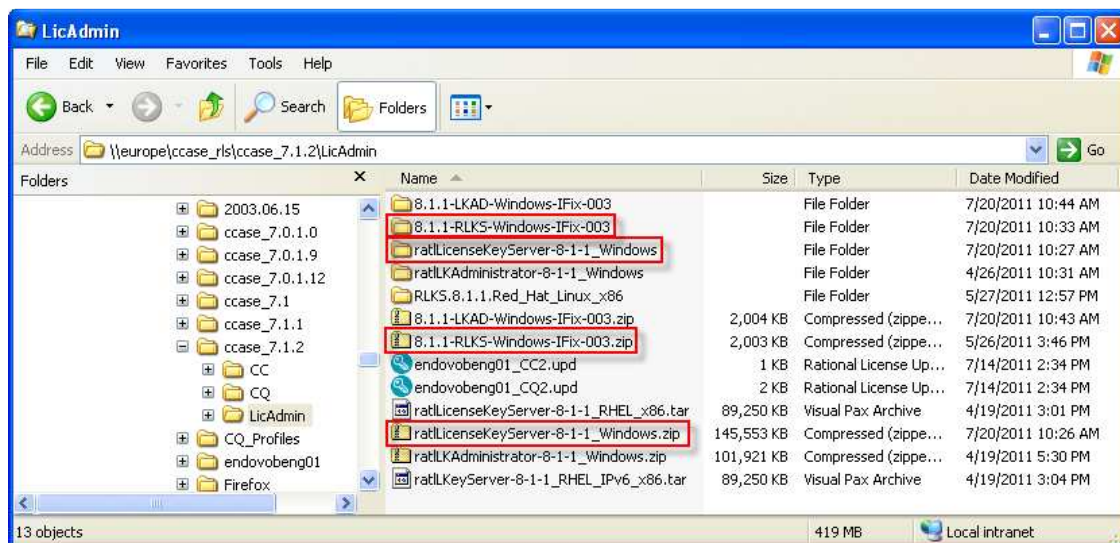 LicAdmin
File Edit View Favorites Tools Help
Back Search Folders
Address \\europe\ccase_rls\ccase_7.1.2\LicAdmin Go
Folders
2003.06.15
ccase_7.0.1.0
ccase_7.0.1.9
ccase_7.0.1.12
ccase_7.1
ccase_7.1.1
ccase_7.1.2
CC
CQ
LicAdmin
CQ_Profiles
endovobeng01
Firefox
Name Size Type Date Modified
8.1.1-LKAD-Windows-IFix-003 File Folder 7/20/2011 10:44 AM
8.1.1-RLKS-Windows-IFix-003 File Folder 7/20/2011 10:33 AM
ratlLicenseKeyServer-8-1-1_Windows File Folder 7/20/2011 10:27 AM
ratlLKAdministrator-8-1-1_Windows File Folder 4/26/2011 10:31 AM
RLKS.8.1.1.Red_Hat_Linux_x86 File Folder 5/27/2011 12:57 PM
8.1.1-LKAD-Windows-IFix-003.zip 2,004 KB Compressed (zippe... 7/20/2011 10:43 AM
8.1.1-RLKS-Windows-IFix-003.zip 2,003 KB Compressed (zippe... 5/26/2011 3:46 PM
endovobeng01_CC2.upd 1 KB Rational License Up... 7/14/2011 2:34 PM
endovobeng01_CQ2.upd 2 KB Rational License Up... 7/14/2011 2:34 PM
ratlLicenseKeyServer-8-1-1_RHEL_x86.tar 89,250 KB Visual Pax Archive 4/19/2011 3:01 PM
ratlLicenseKeyServer-8-1-1_Windows.zip 145,553 KB Compressed (zippe... 7/20/2011 10:26 AM
ratlLKAdministrator-8-1-1_Windows.zip 101,921 KB Compressed (zippe... 4/19/2011 5:30 PM
ratlLKeyServer-8-1-1_RHEL_IPv6_x86.tar 89,250 KB Visual Pax Archive 4/19/2011 3:04 PM
13 objects 419 MB Local intranet